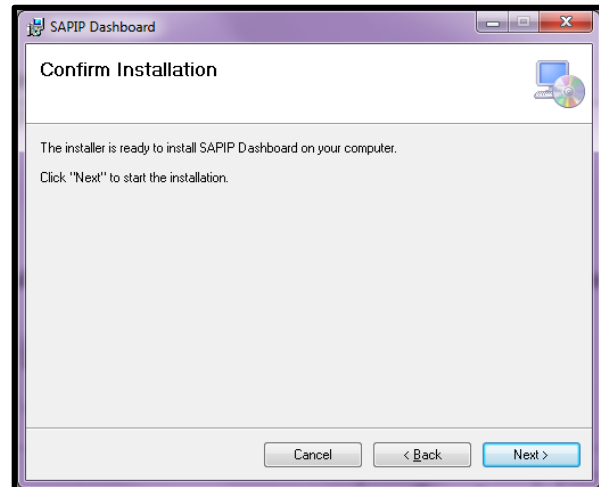 SAPIP Dashboard
Confirm Installation
The installer is ready to install SAPIP Dashboard on your computer.
Click "Next" to start the installation.
Cancel
< Back
Next >